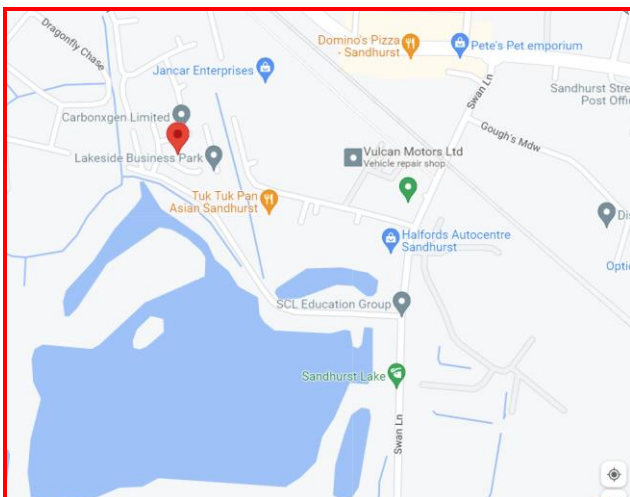 Dragonfly Chase
Domino's Pizza
- Sandhurst
Pete's Pet emporium
Jancar Enterprises
Swan Ln
Sandhurst Stre
Post Offi
Carbonxgen Limited
Gough's Mdw
Lakeside Business Park
Vulcan Motors Ltd
Vehicle repair shop
Tuk Tuk Pan
Asian Sandhurst
Dis
Halfords Autocentre
Sandhurst
Optic
SCL Education Group
Sandhurst Lake
Swan Ln